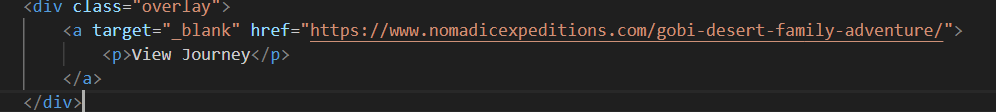 <div class="overlay">
<a target="_blank" href="https://www.nomadicexpeditions.com/gobi-desert-family-adventure/">
<p>View Journey</p>
</a>
</div>